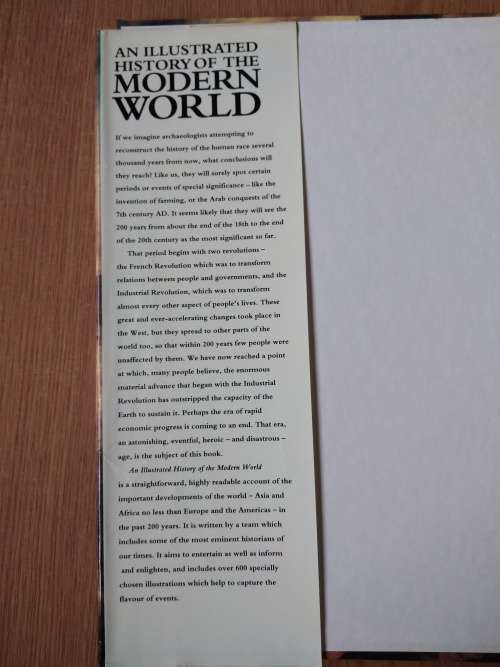 AN ILLUSTRATED
HISTORY OF THE
MODERN
WORLD
If we imagine archaeologists attempting to
reconstruct the history of the human race several
thousand years from now, what conclusions will
they reach? Like us, they will surely spot certain
periods or events of special significance – like the
invention of farming, or the Arab conquests of the
7th century AD. It seems likely that they will see the
200 years from about the end of the 18th to the end
of the 20th century as the most significant so far.
That period begins with two revolutions –
the French Revolution which was to transform
relations between people and governments, and the
Industrial Revolution, which was to transform
almost every other aspect of people's lives. These
great and ever-accelerating changes took place in
the West, but they spread to other parts of the
world too, so that within 200 years few people were
unaffected by them. We have now reached a point
at which, many people believe, the enormous
material advance that began with the Industrial
Revolution has outstripped the capacity of the
Earth to sustain it. Perhaps the era of rapid
economic progress is coming to an end. That era,
an astonishing, eventful, heroic – and disastrous –
age, is the subject of this book.
An Illustrated History of the Modern World
is a straightforward, highly readable account of the
important developments of the world – Asia and
Africa no less than Europe and the Americas – in
the past 200 years. It is written by a team which
includes some of the most eminent historians of
our times. It aims to entertain as well as inform
and enlighten, and includes over 600 specially
chosen illustrations which help to capture the
flavour of events.